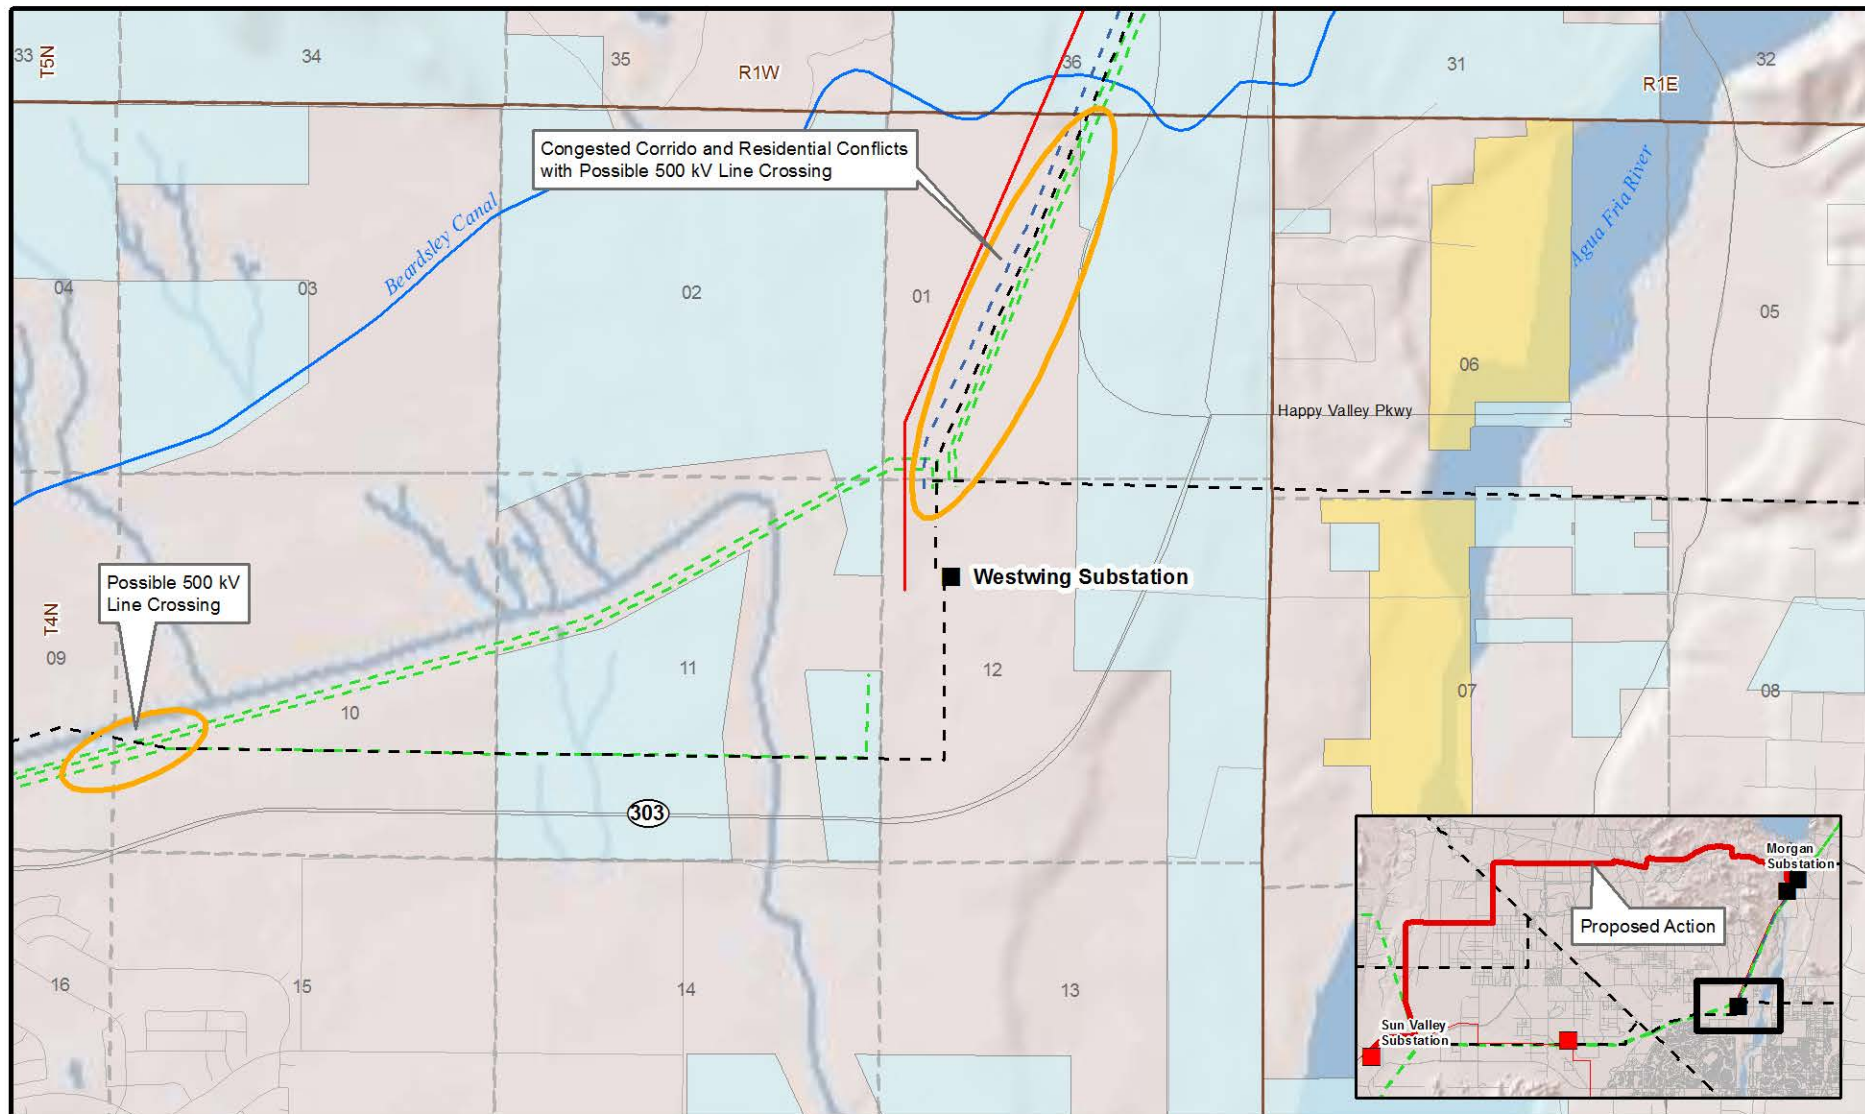 33
T5N
34
35
R1W
36
31
R1E
32
Congested Corrido and Residential Conflicts
with Possible 500 kV Line Crossing
Beardsley Canal
Agua Fria River
04
03
02
01
05
06
Happy Valley Pkwy
Possible 500 kV
Line Crossing
Westwing Substation
T4N
09
10
11
12
07
08
303
16
15
14
13
Morgan
Substation
Proposed Action
Sun Valley
Substation